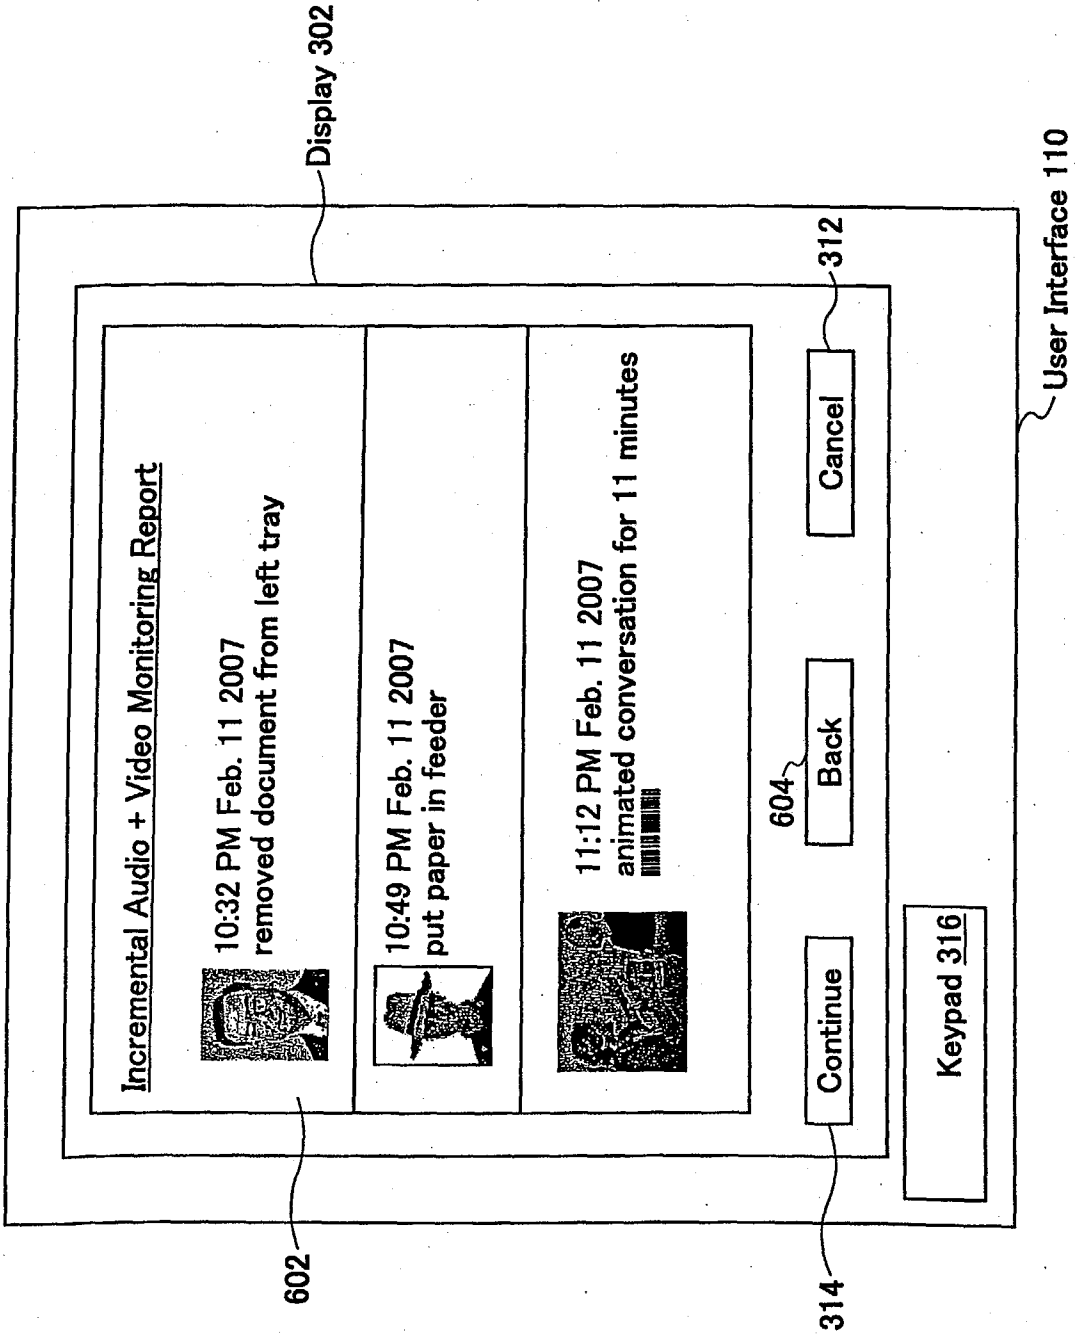 Display 302
Incremental Audio + Video Monitoring Report
10:32 PM Feb. 11 2007
removed document from left tray
602
10:49 PM Feb. 11 2007
put paper in feeder
11:12 PM Feb. 11 2007
animated conversation for 11 minutes
604
Continue
Back
Cancel
314
312
Keypad 316
User Interface 110